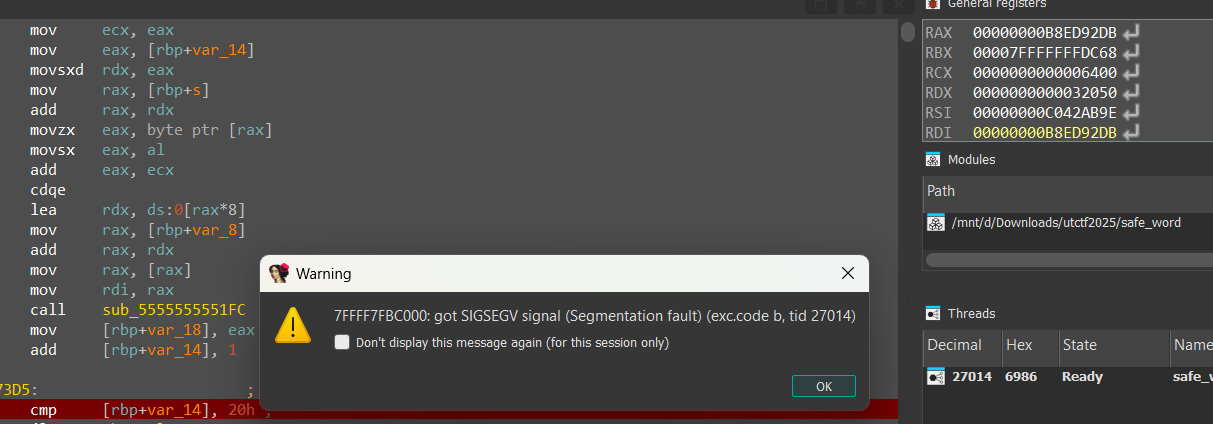 General registers
mov ecx, eax
mov eax, [rbp+var_14]
movsxd rdx, eax
mov rax, [rbp+s]
add rax, rdx
movzx eax, byte ptr [rax]
movsx eax, al
add eax, ecx
cdqe
lea rdx, ds:0[rax*8]
mov rax, [rbp+var_8]
add rax, rdx
mov rax, [rax]
mov rdi, rax
call sub_5555555551FC
mov [rbp+var_18], eax
add [rbp+var_14], 1
73D5: ;
cmp [rbp+var_14], 20h ;
RAX 00000000B8ED92DB
RBX 00007FFFFFFFDC68
RCX 0000000000006400
RDX 0000000000032050
RSI 00000000C042AB9E
RDI 00000000B8ED92DB
Modules
Path
/mnt/d/Downloads/utctf2025/safe_word
Warning
7FFFF7FBC000: got SIGSEGV signal (Segmentation fault) (exc.code b, tid 27014)
Don't display this message again (for this session only)
OK
Threads
Decimal Hex State Name
27014 6986 Ready safe_w